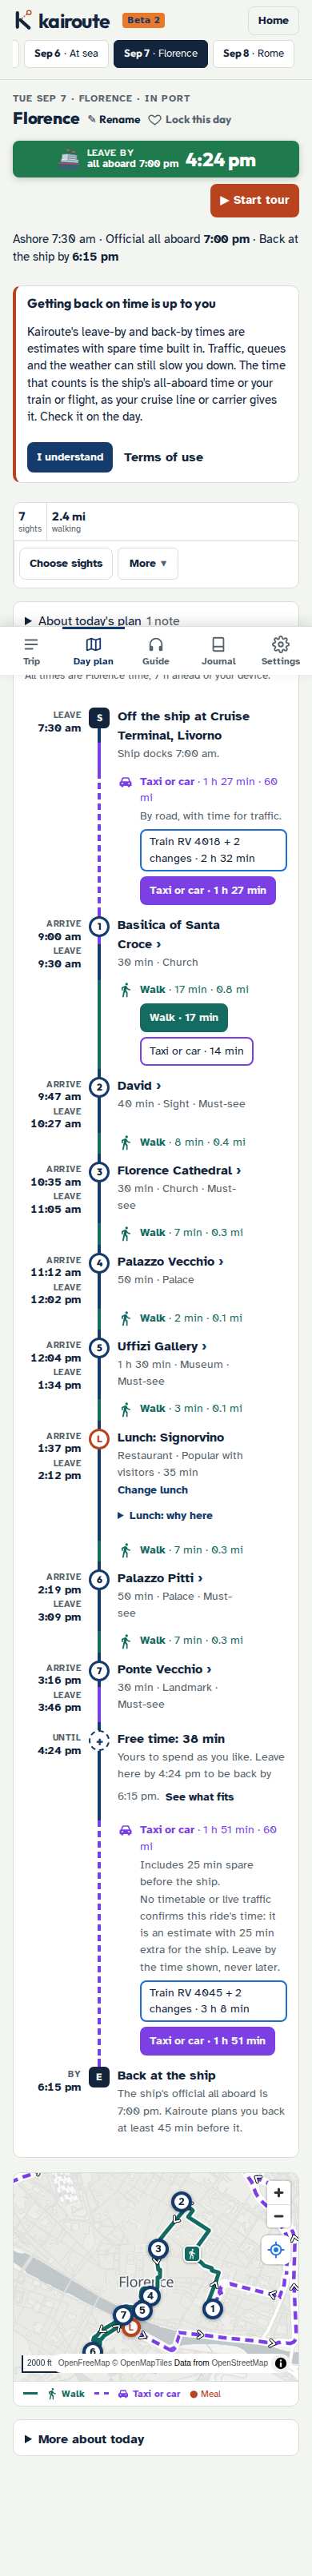 kairoute Beta 2 Home
Sep 6 · At sea Sep 7 · Florence Sep 8 · Rome
TUE SEP 7 · FLORENCE · IN PORT
Florence ✎ Rename Lock this day
LEAVE BY
all aboard 7:00 pm 4:24 pm
▶ Start tour
Ashore 7:30 am · Official all aboard 7:00 pm · Back at
the ship by 6:15 pm
Getting back on time is up to you
Kairoute's leave-by and back-by times are
estimates with spare time built in. Traffic, queues
and the weather can still slow you down. The time
that counts is the ship's all-aboard time or your
train or flight, as your cruise line or carrier gives
it. Check it on the day.
I understand Terms of use
7 2.4 mi
sights walking
Choose sights More ▾
▶ About today's plan 1 note
Trip Day plan Guide Journal Settings
All times are Florence time, 7 h ahead of your device.
LEAVE
7:30 am
S
Off the ship at Cruise
Terminal, Livorno
Ship docks 7:00 am.
Taxi or car · 1 h 27 min · 60
mi
By road, with time for traffic.
Train RV 4018 + 2
changes · 2 h 32 min
Taxi or car · 1 h 27 min
ARRIVE
9:00 am
LEAVE
9:30 am
1
Basilica of Santa
Croce ›
30 min · Church
Walk · 17 min · 0.8 mi
Walk · 17 min
Taxi or car · 14 min
ARRIVE
9:47 am
LEAVE
10:27 am
2
David ›
40 min · Sight · Must-see
Walk · 8 min · 0.4 mi
ARRIVE
10:35 am
LEAVE
11:05 am
3
Florence Cathedral ›
30 min · Church · Must-
see
Walk · 7 min · 0.3 mi
ARRIVE
11:12 am
LEAVE
12:02 pm
4
Palazzo Vecchio ›
50 min · Palace
Walk · 2 min · 0.1 mi
ARRIVE
12:04 pm
LEAVE
1:34 pm
5
Uffizi Gallery ›
1 h 30 min · Museum ·
Must-see
Walk · 3 min · 0.1 mi
ARRIVE
1:37 pm
LEAVE
2:12 pm
L
Lunch: Signorvino
Restaurant · Popular with
visitors · 35 min
Change lunch
▶ Lunch: why here
Walk · 7 min · 0.3 mi
ARRIVE
2:19 pm
LEAVE
3:09 pm
6
Palazzo Pitti ›
50 min · Palace · Must-
see
Walk · 7 min · 0.3 mi
ARRIVE
3:16 pm
LEAVE
3:46 pm
7
Ponte Vecchio ›
30 min · Landmark ·
Must-see
UNTIL
4:24 pm
+
Free time: 38 min
Yours to spend as you like. Leave
here by 4:24 pm to be back by
6:15 pm. See what fits
Taxi or car · 1 h 51 min · 60
mi
Includes 25 min spare
before the ship.
No timetable or live traffic
confirms this ride's time: it
is an estimate with 25 min
extra for the ship. Leave by
the time shown, never later.
Train RV 4045 + 2
changes · 3 h 8 min
Taxi or car · 1 h 51 min
BY
6:15 pm
E
Back at the ship
The ship's official all aboard is
7:00 pm. Kairoute plans you back
at least 45 min before it.
2
3
Florence
4
1
5
7
L
6
+
−
2000 ft OpenFreeMap © OpenMapTiles Data from OpenStreetMap
Walk Taxi or car Meal
▶ More about today